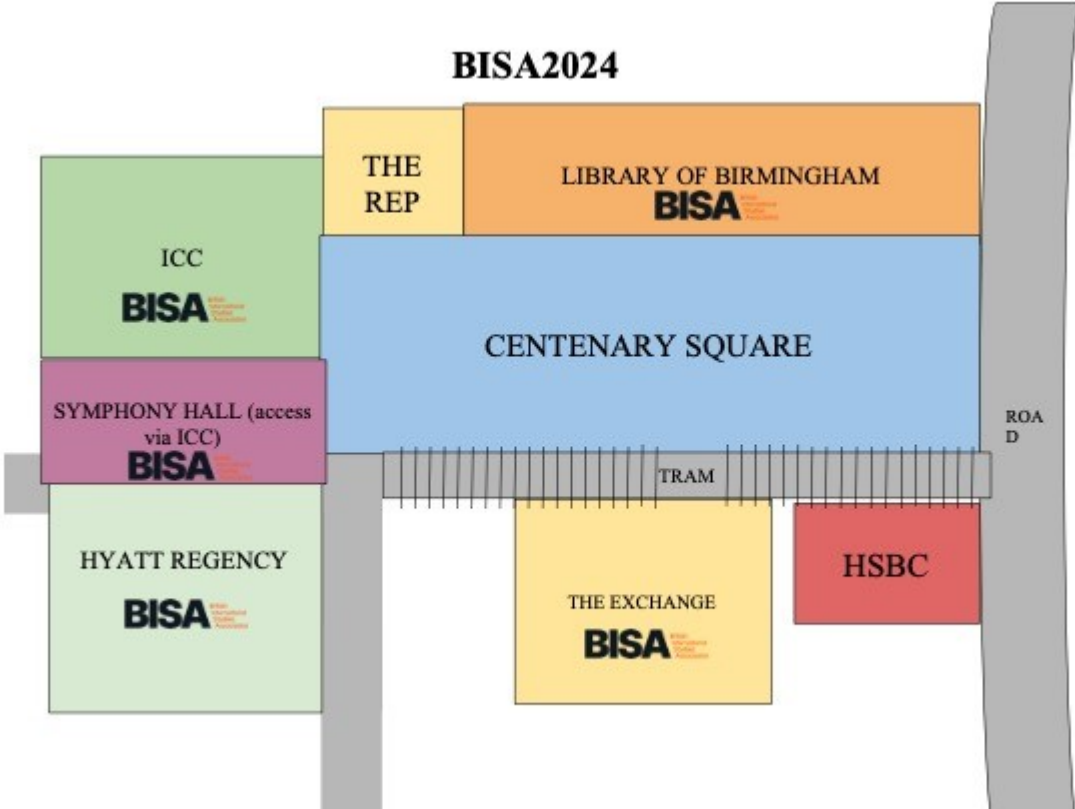 BISA2024
THE
REP
LIBRARY OF BIRMINGHAM
BISA
ICC
BISA
CENTENARY SQUARE
SYMPHONY HALL (access
via ICC)
BISA
ROA
D
TRAM
HYATT REGENCY
BISA
THE EXCHANGE
BISA
HSBC